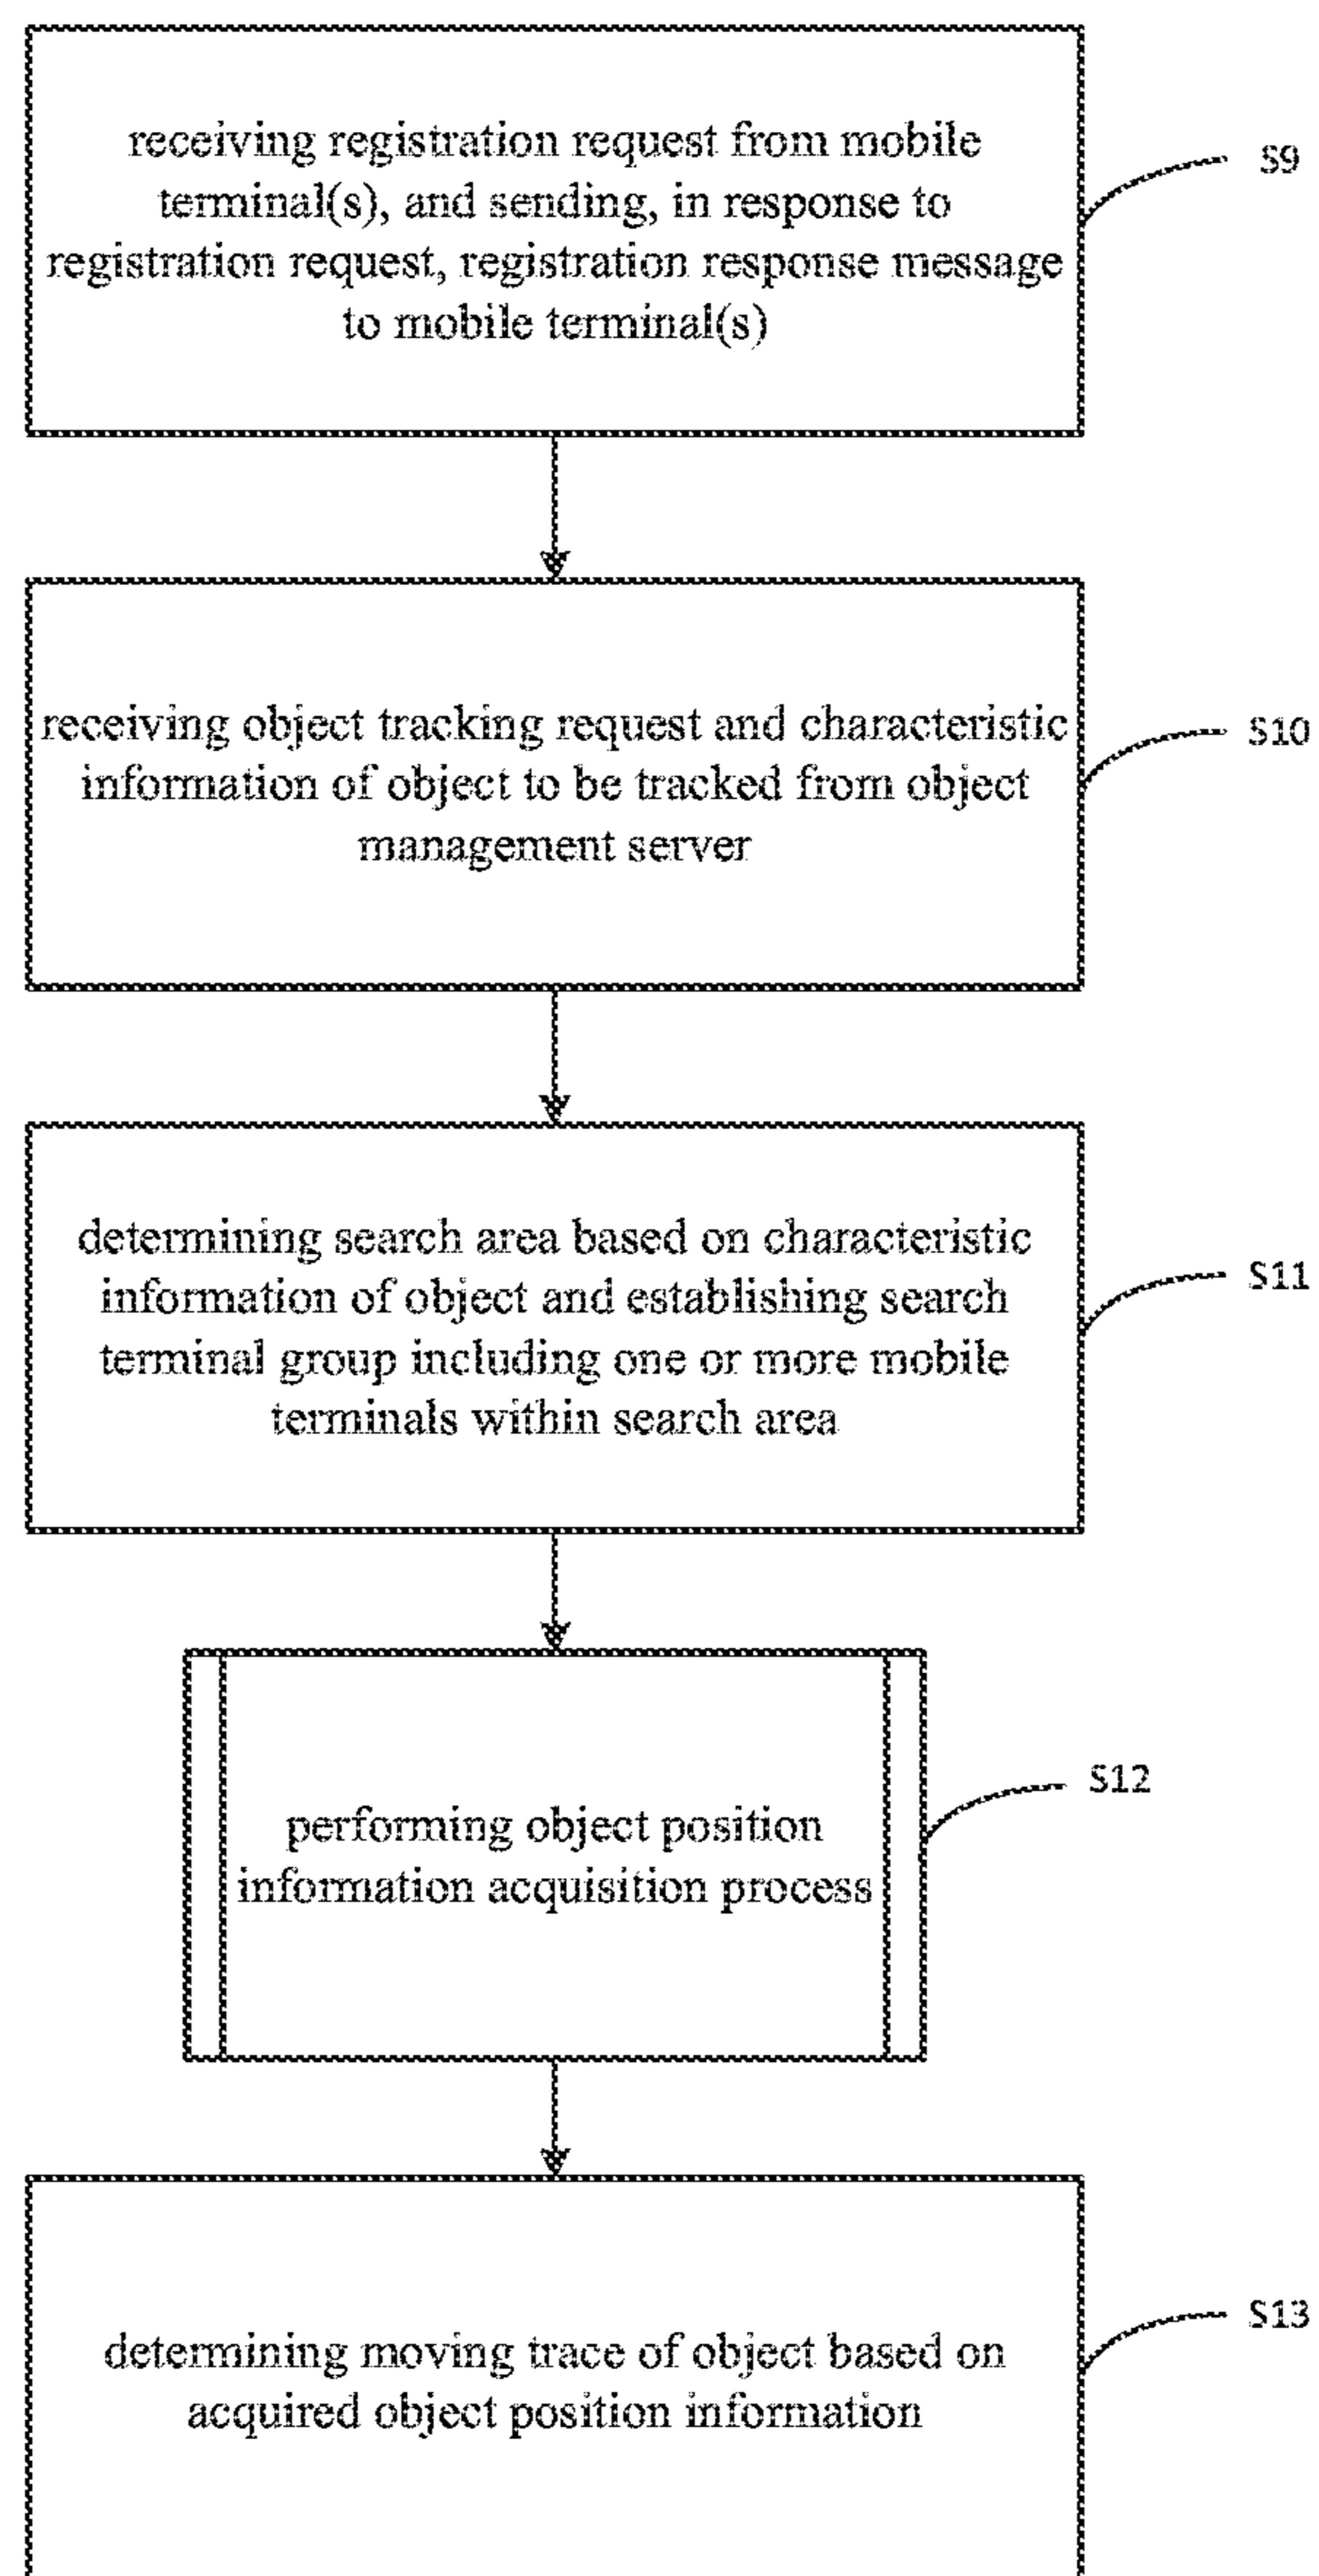 receiving registration request from mobile
terminal(s), and sending, in response to
registration request, registration response message
to mobile terminal(s)
S9
receiving object tracking request and characteristic
information of object to be tracked from object
management server
S10
determining search area based on characteristic
information of object and establishing search
terminal group including one or more mobile
terminals within search area
S11
performing object position
information acquisition process
S12
determining moving trace of object based on
acquired object position information
S13